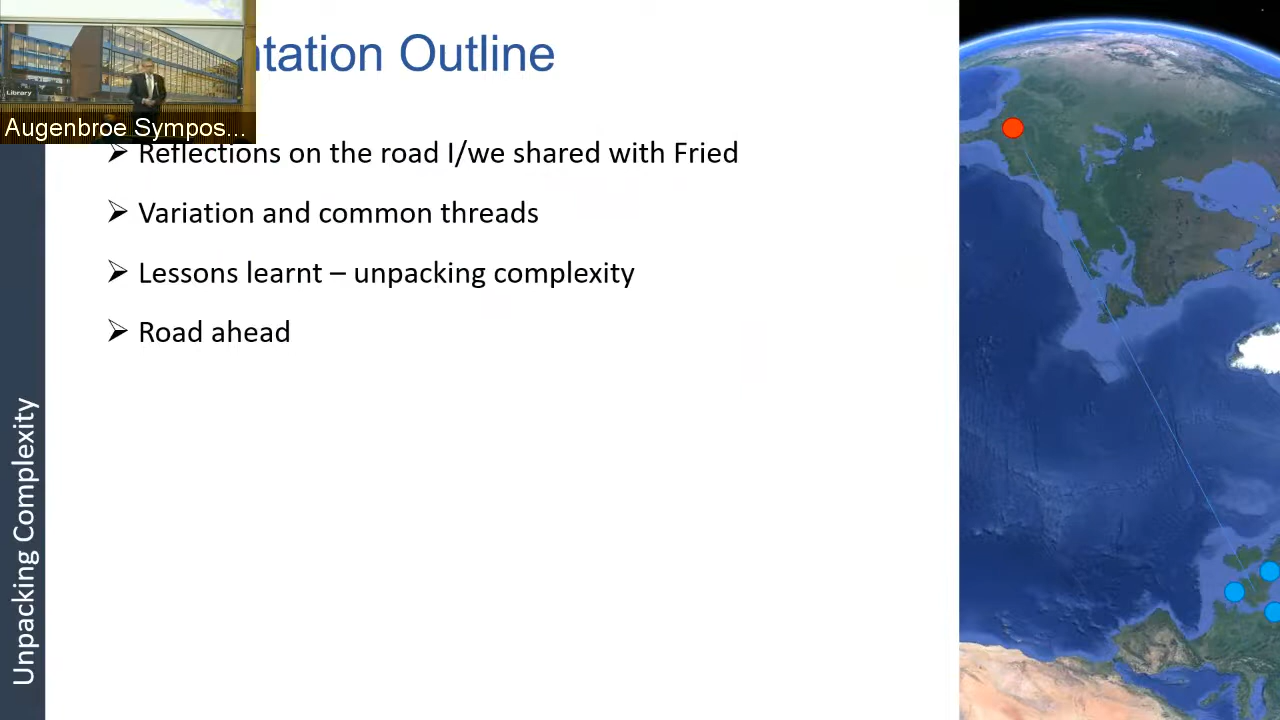 ntation Outline
Library
Augenbroe Sympos...
Reflections on the road I/we shared with Fried
Variation and common threads
Lessons learnt – unpacking complexity
Road ahead
Unpacking Complexity